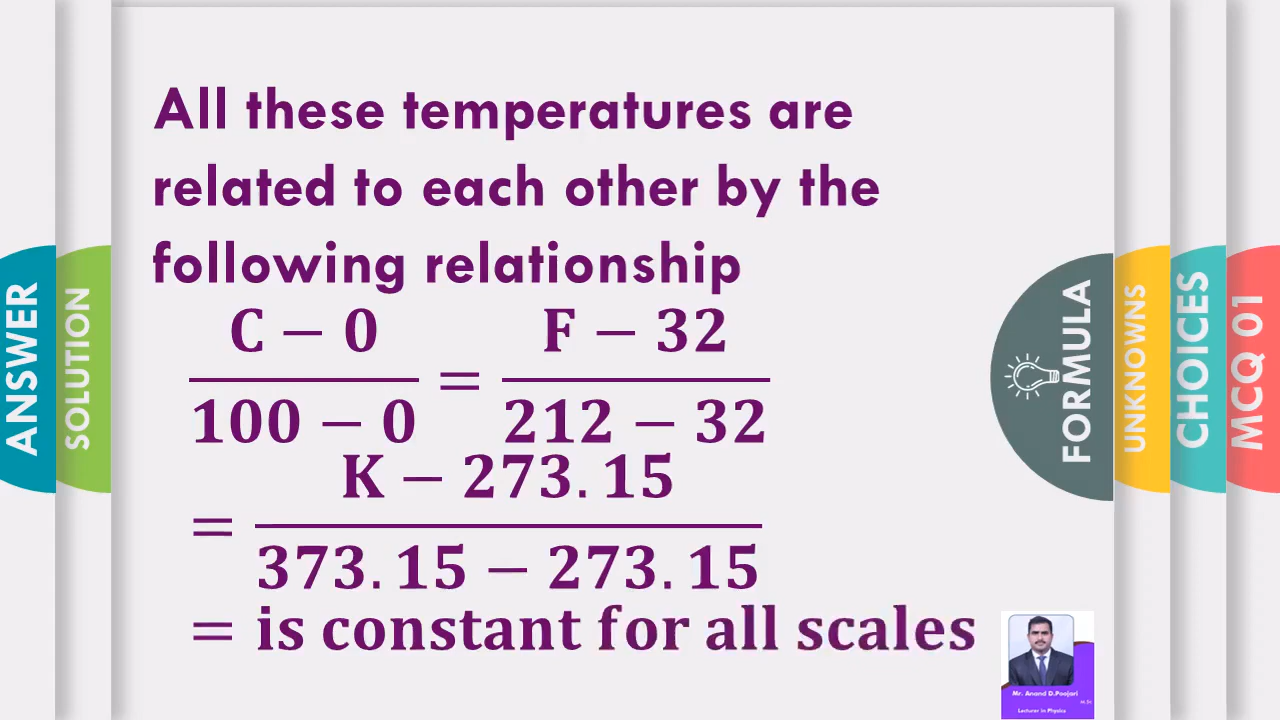 All these temperatures are
related to each other by the
following relationship
C − 0
100 − 0
=
F − 32
212 − 32
=
K − 273.15
373.15 − 273.15
= is constant for all scales
ANSWER
SOLUTION
FORMULA
UNKNOWNS
CHOICES
MCQ 01
Mr. Anand D.Poojari
M.Sc
Lecturer in Physics